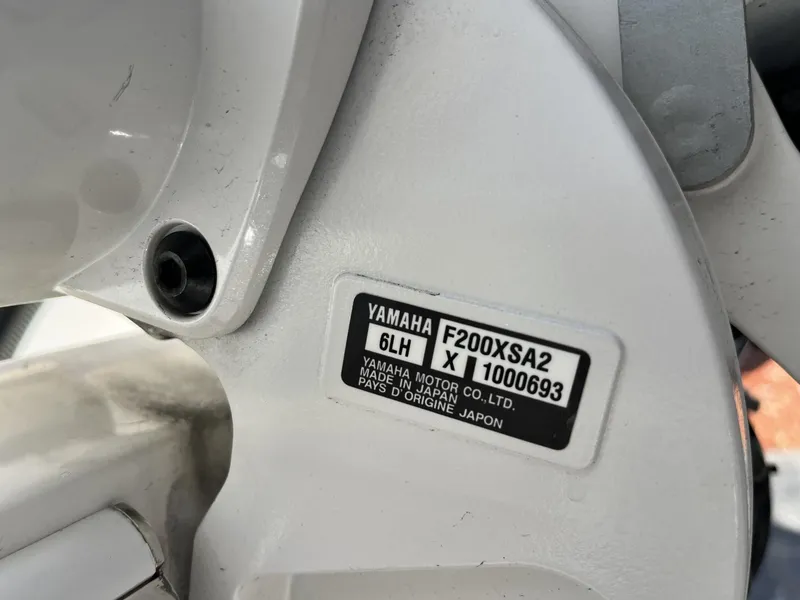 YAMAHA F200XSA2
6LH X 1000693
YAMAHA MOTOR CO.,LTD.
MADE IN JAPAN
PAYS D'ORIGINE JAPON